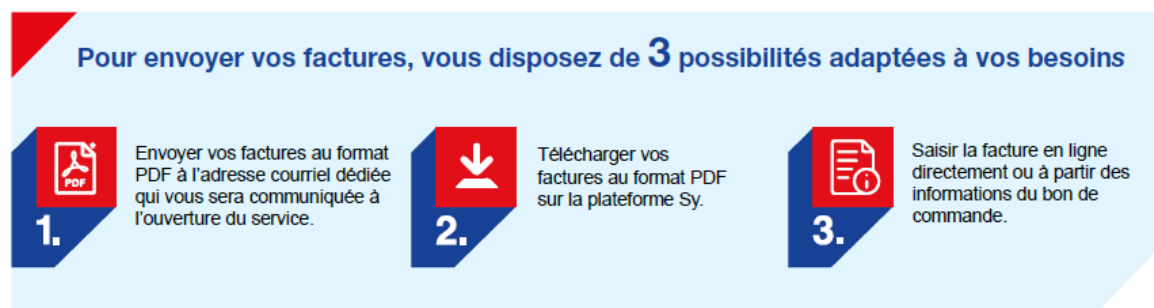 Pour envoyer vos factures, vous disposez de 3 possibilités adaptées à vos besoins
PDF
1.
Envoyer vos factures au format
PDF à l'adresse courriel dédiée
qui vous sera communiquée à
l'ouverture du service.
2.
Télécharger vos
factures au format PDF
sur la plateforme Sy.
3.
Saisir la facture en ligne
directement ou à partir des
informations du bon de
commande.